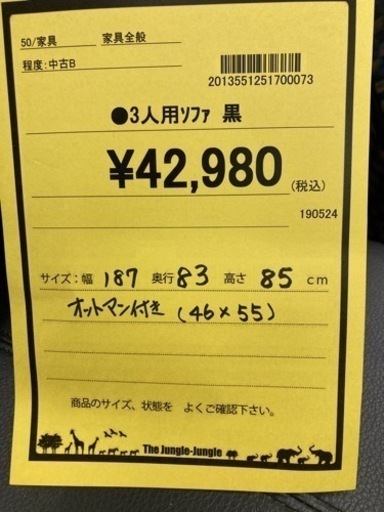 50/家具 家具全般
程度:中古B
2013551251700073
●3人用ｿﾌｧ 黒
¥42,980(税込)
190524
サイズ:幅 187 奥行 83 高さ 85 cm
オットマン付き (46×55)
商品のサイズ、状態を よくご確認下さい。
The Jungle-Jungle